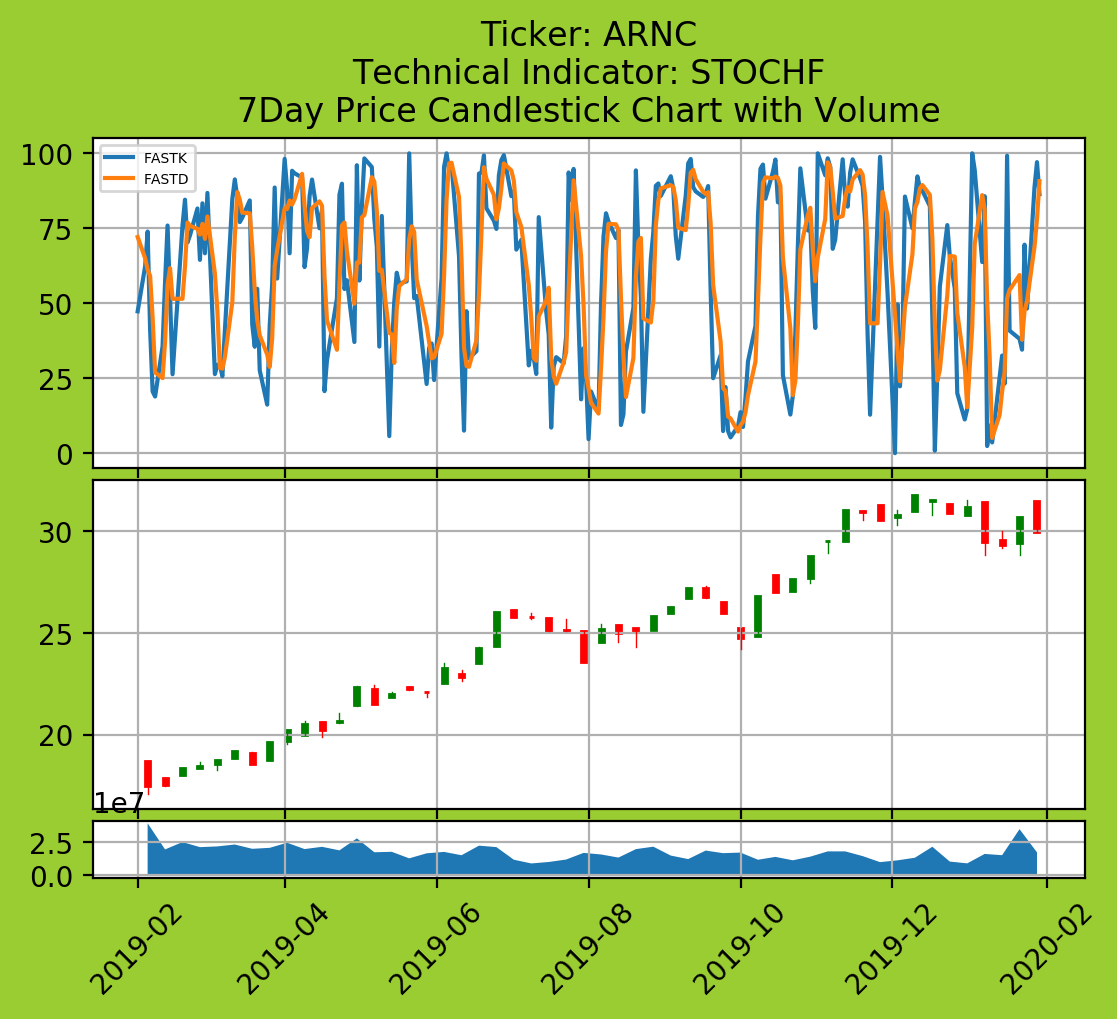 Ticker: ARNC
Technical Indicator: STOCHF
7Day Price Candlestick Chart with Volume
FASTK
FASTD
100
75
50
25
0
30
25
20
1e7
2.5
0.0
2019-02
2019-04
2019-06
2019-08
2019-10
2019-12
2020-02